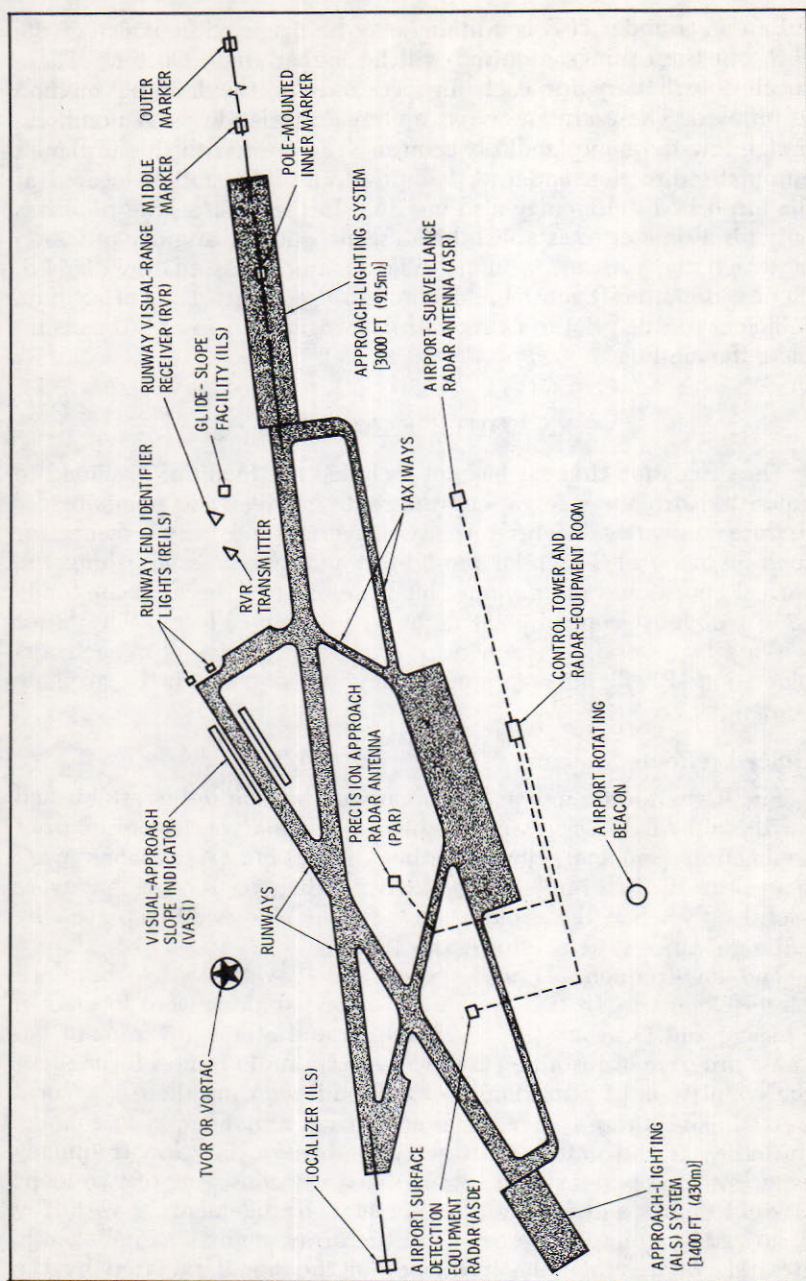 OUTER
MARKER
MIDDLE
MARKER
RUNWAY VISUAL-RANGE
RECEIVER (RVR)
POLE-MOUNTED
INNER MARKER
GLIDE-SLOPE
FACILITY (ILS)
RUNWAY END IDENTIFIER
LIGHTS (REILS)
RVR
TRANSMITTER
APPROACH-LIGHTING SYSTEM
[3000 FT (915m)]
VISUAL-APPROACH
SLOPE INDICATOR
(VASI)
TVOR OR VORTAC
RUNWAYS
PRECISION APPROACH
RADAR ANTENNA
(PAR)
TAXIWAYS
AIRPORT-SURVEILLANCE
RADAR ANTENNA (ASR)
LOCALIZER (ILS)
AIRPORT SURFACE
DETECTION
EQUIPMENT
RADAR (ASDE
CONTROL TOWER AND
RADAR-EQUIPMENT ROOM
AIRPORT ROTATING
BEACON
APPROACH-LIGHTING
(ALS) SYSTEM
[1400 FT (430m)]